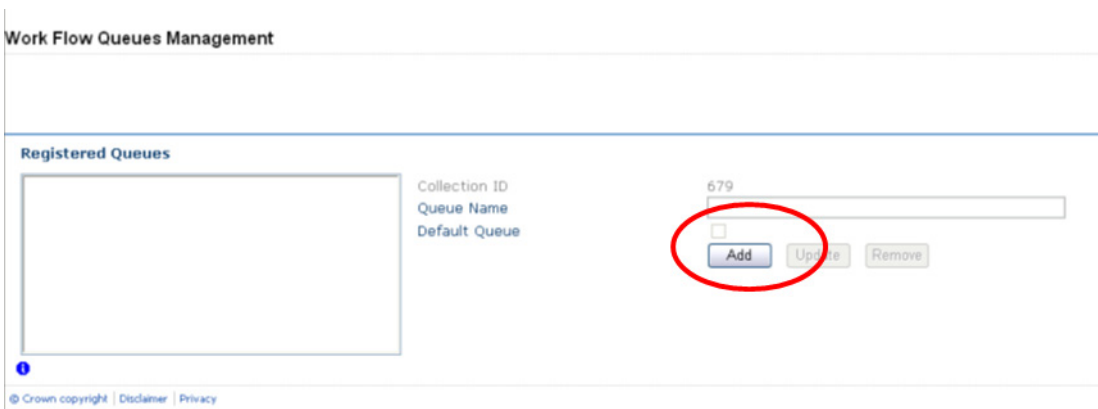 Work Flow Queues Management
Registered Queues
Collection ID 679
Queue Name
Default Queue
Add Update Remove
© Crown copyright | Disclaimer | Privacy